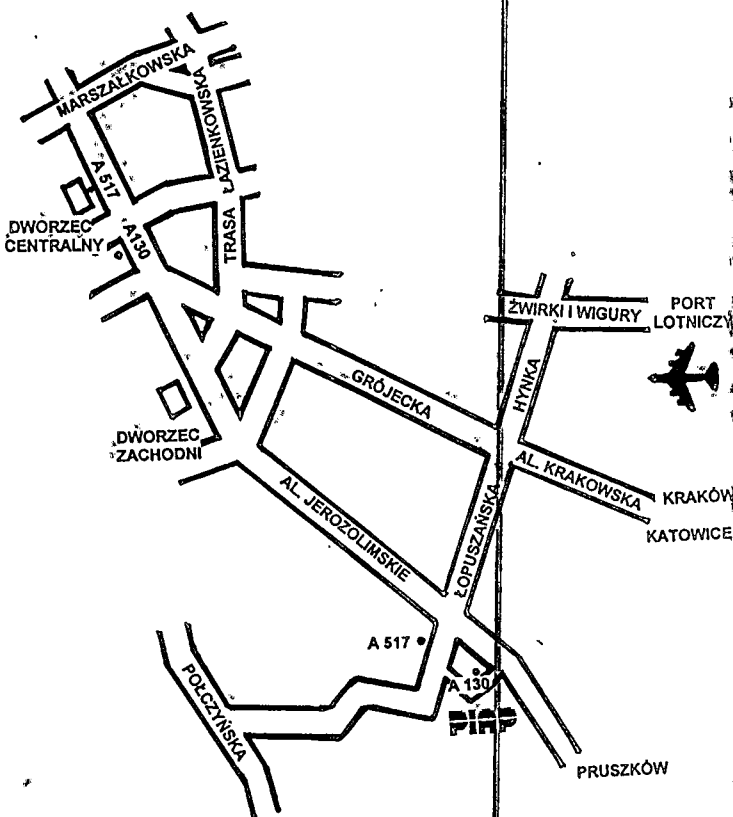 MARSZAŁKOWSKA
TRASA ŁAZIENKOWSKA
A 517
DWORZEC
CENTRALNY
A130
ŻWIRKI I WIGURY
PORT
LOTNICZY
HYNKA
GRÓJECKA
DWORZEC
ZACHODNI
AL. KRAKOWSKA
KRAKÓW
KATOWICE
AL. JEROZOLIMSKIE
ŁOPUSZAŃSKA
A 517
A 130
PIAP
POŁCZYŃSKA
PRUSZKÓW